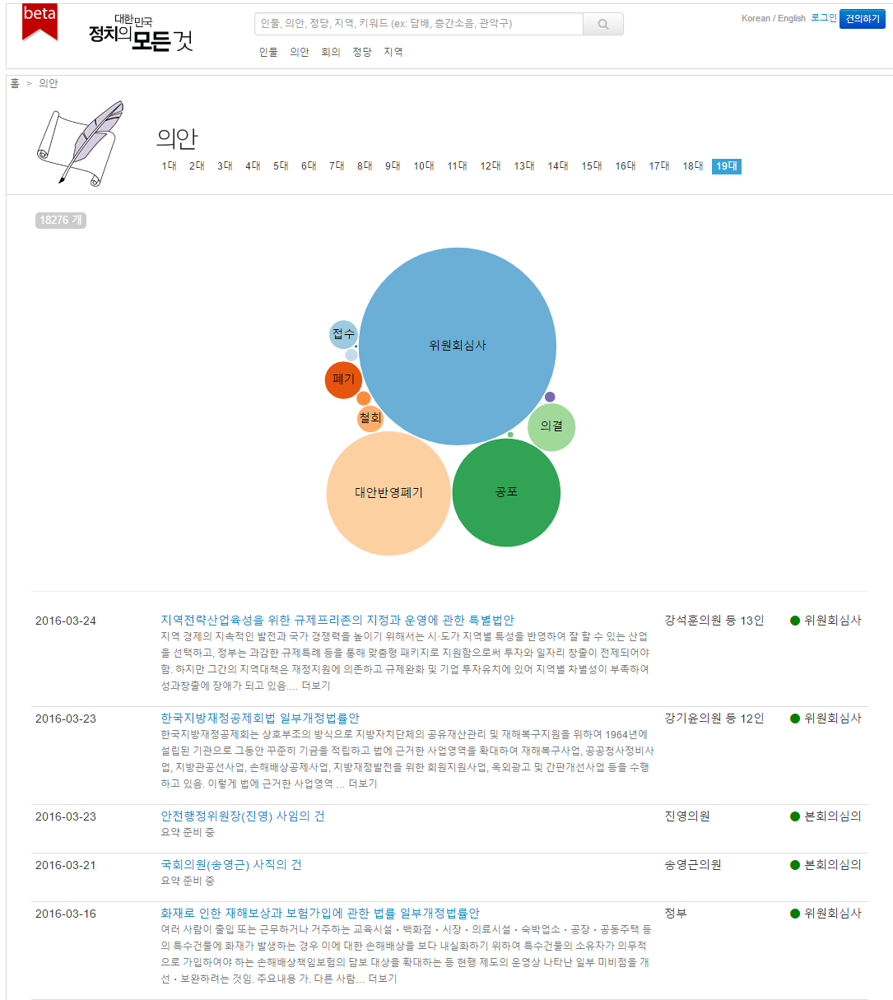 beta
대한민국
정치의 모든 것
인물, 의안, 정당, 지역, 키워드 (ex: 담배, 층간소음, 관악구)
Korean / English 로그인 건의하기
인물 의안 회의 정당 지역
홈 > 의안
의안
1대 2대 3대 4대 5대 6대 7대 8대 9대 10대 11대 12대 13대 14대 15대 16대 17대 18대 19대
18276 개
접수
위원회심사
폐기
철회
의결
대안반영폐기
공포
2016-03-24 지역전략산업육성을 위한 규제프리존의 지정과 운영에 관한 특별법안 강석훈의원 등 13인 위원회심사
지역 경제의 지속적인 발전과 국가 경쟁력을 높이기 위해서는 시·도가 지역별 특성을 반영하여 잘 할 수 있는 산업
을 선택하고, 정부는 과감한 규제특례 등을 통해 맞춤형 패키지로 지원함으로써 투자와 일자리 창출이 전제되어야
함. 하지만 그간의 지역대책은 재정지원에 의존하고 규제완화 및 기업 투자유치에 있어 지역별 차별성이 부족하여
성과창출에 장애가 되고 있음.... 더보기
2016-03-23 한국지방재정공제회법 일부개정법률안 강기윤의원 등 12인 위원회심사
한국지방재정공제회는 상호부조의 방식으로 지방자치단체의 공유재산관리 및 재해복구지원을 위하여 1964년에
설립된 기관으로 그동안 꾸준히 기금을 적립하고 법에 근거한 사업영역을 확대하여 재해복구사업, 공공청사정비사
업, 지방관공선사업, 손해배상공제사업, 지방재정발전을 위한 회원지원사업, 옥외광고 및 간판개선사업 등을 수행
하고 있음. 이렇게 법에 근거한 사업영역 ... 더보기
2016-03-23 안전행정위원장(진영) 사임의 건 진영의원 본회의심의
요약 준비 중
2016-03-21 국회의원(송영근) 사직의 건 송영근의원 본회의심의
요약 준비 중
2016-03-16 화재로 인한 재해보상과 보험가입에 관한 법률 일부개정법률안 정부 위원회심사
여러 사람이 출입 또는 근무하거나 거주하는 교육시설ㆍ백화점ㆍ시장ㆍ의료시설ㆍ숙박업소ㆍ공장ㆍ공동주택 등
의 특수건물에 화재가 발생하는 경우 이에 대한 손해배상을 보다 내실화하기 위하여 특수건물의 소유자가 의무적
으로 가입하여야 하는 손해배상책임보험의 담보 대상을 확대하는 등 현행 제도의 운영상 나타난 일부 미비점을 개
선ㆍ보완하려는 것임. 주요내용 가. 다른 사람... 더보기